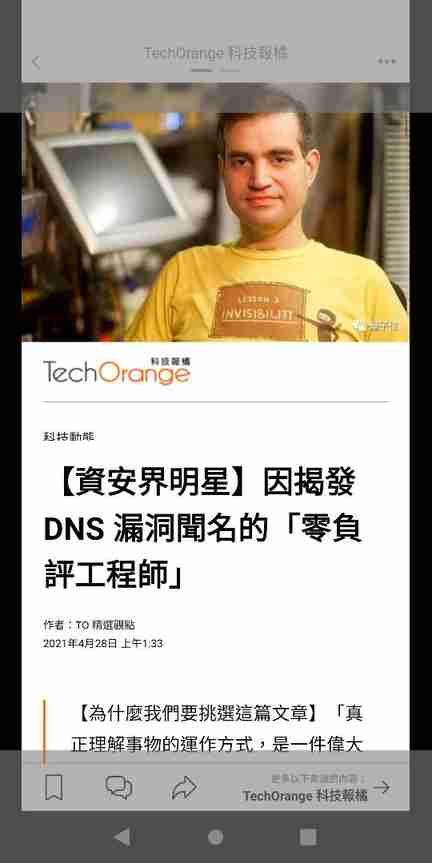 TechOrange 科技報橘
LESSON 2
INVISIBILITY
科技報橘
TechOrange
科技動態
【資安界明星】因揭發
DNS 漏洞聞名的「零負
評工程師」
作者：TO 精選觀點
2021年4月28日 上午1:33
【為什麼我們要挑選這篇文章】「真
正理解事物的運作方式，是一件偉大
更多以下來源的內容：
TechOrange 科技報橘